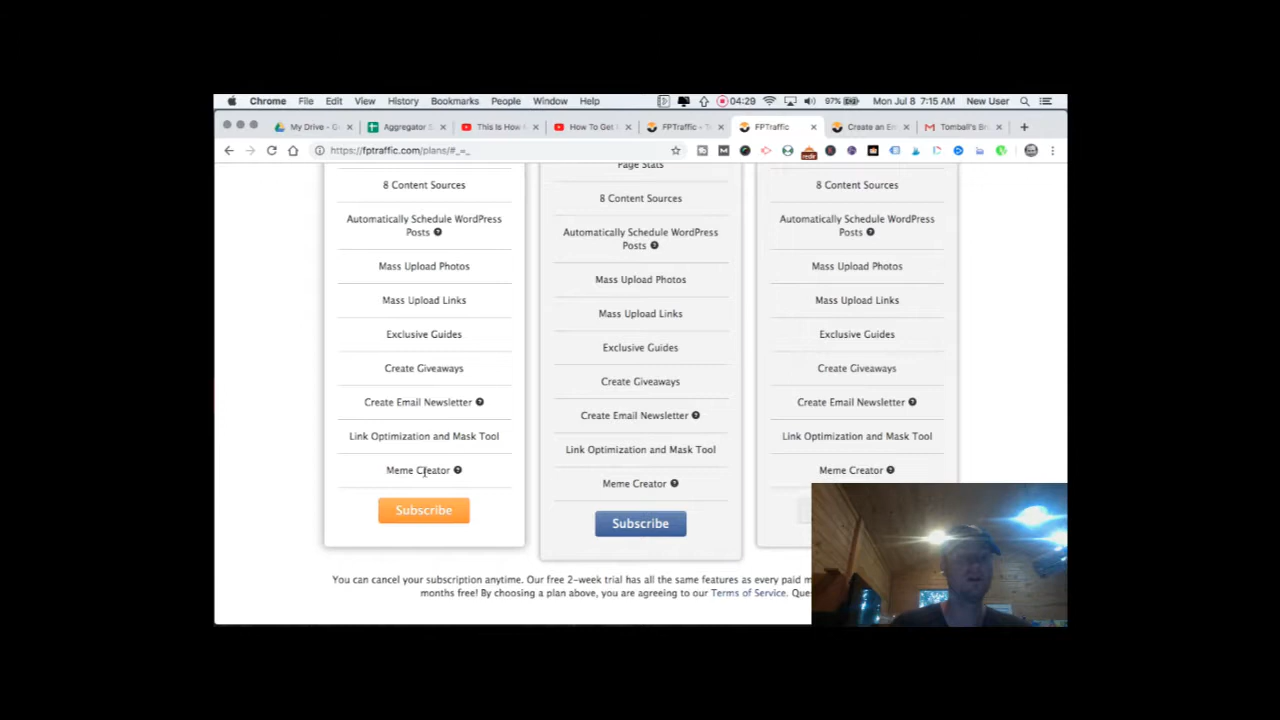 Chrome File Edit View History Bookmarks People Window Help 04:29 97% Mon Jul 8 7:15 AM New User
My Drive - G Aggregator This Is How How To Get FPTraffic - T FPTraffic Create an En Tomball's Br
https://fptraffic.com/plans/#_=_
Page Stats
8 Content Sources
Automatically Schedule WordPress
Posts
Mass Upload Photos
Mass Upload Links
Exclusive Guides
Create Giveaways
Create Email Newsletter
Link Optimization and Mask Tool
Meme Creator
Subscribe
8 Content Sources
Automatically Schedule WordPress
Posts
Mass Upload Photos
Mass Upload Links
Exclusive Guides
Create Giveaways
Create Email Newsletter
Link Optimization and Mask Tool
Meme Creator
Subscribe
8 Content Sources
Automatically Schedule WordPress
Posts
Mass Upload Photos
Mass Upload Links
Exclusive Guides
Create Giveaways
Create Email Newsletter
Link Optimization and Mask Tool
Meme Creator
You can cancel your subscription anytime. Our free 2-week trial has all the same features as every paid
months free! By choosing a plan above, you are agreeing to our Terms of Service.